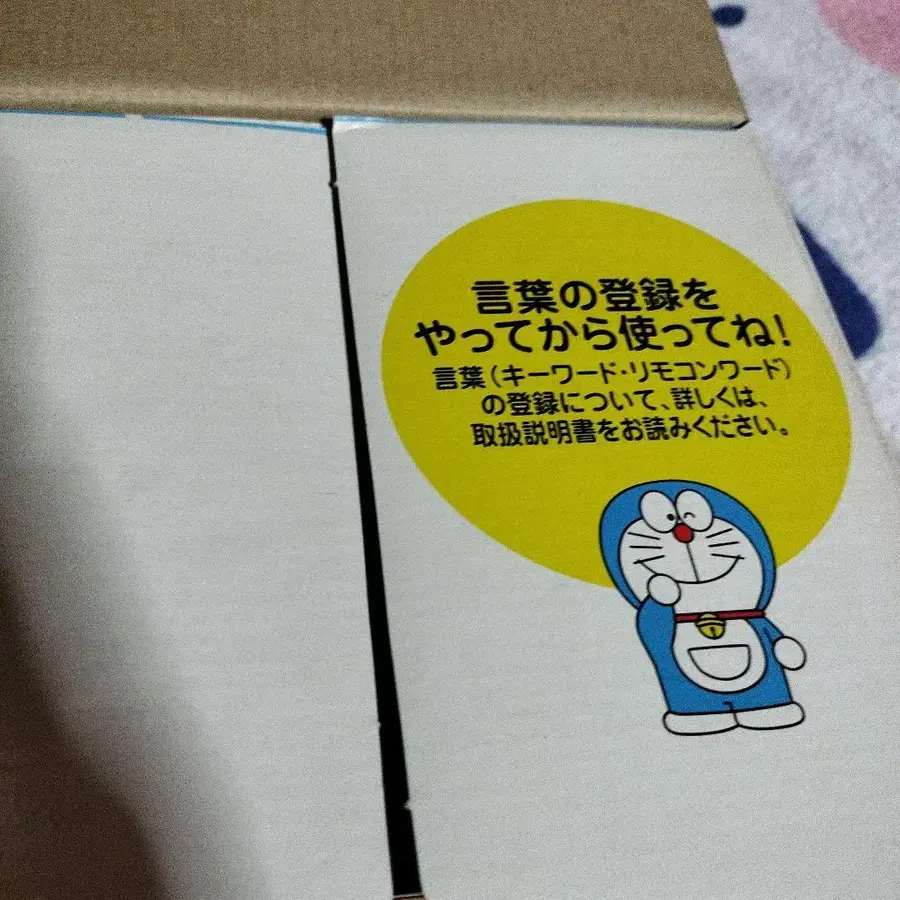 言葉の登録を
やってから使ってね!
言葉(キーワード・リモコンワード)
の登録について、詳しくは、
取扱説明書をお読みください。